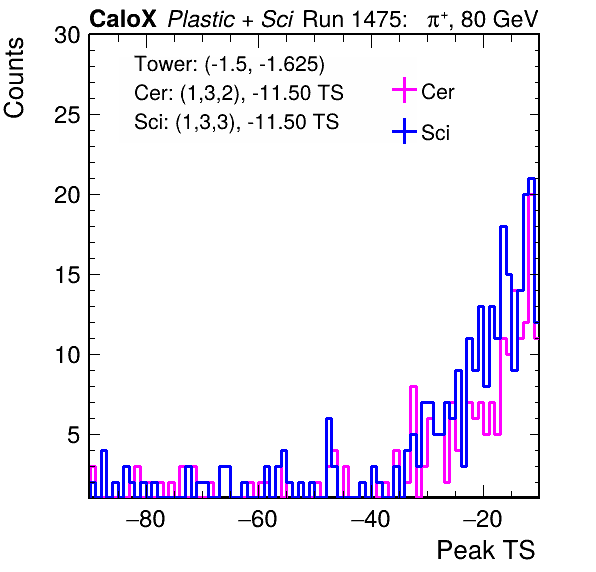 CaloX Plastic + Sci Run 1475: π⁺, 80 GeV
Counts
30
25
20
15
10
5
Tower: (-1.5, -1.625)
Cer: (1,3,2), -11.50 TS
Sci: (1,3,3), -11.50 TS
Cer
Sci
−80 −60 −40 −20
Peak TS